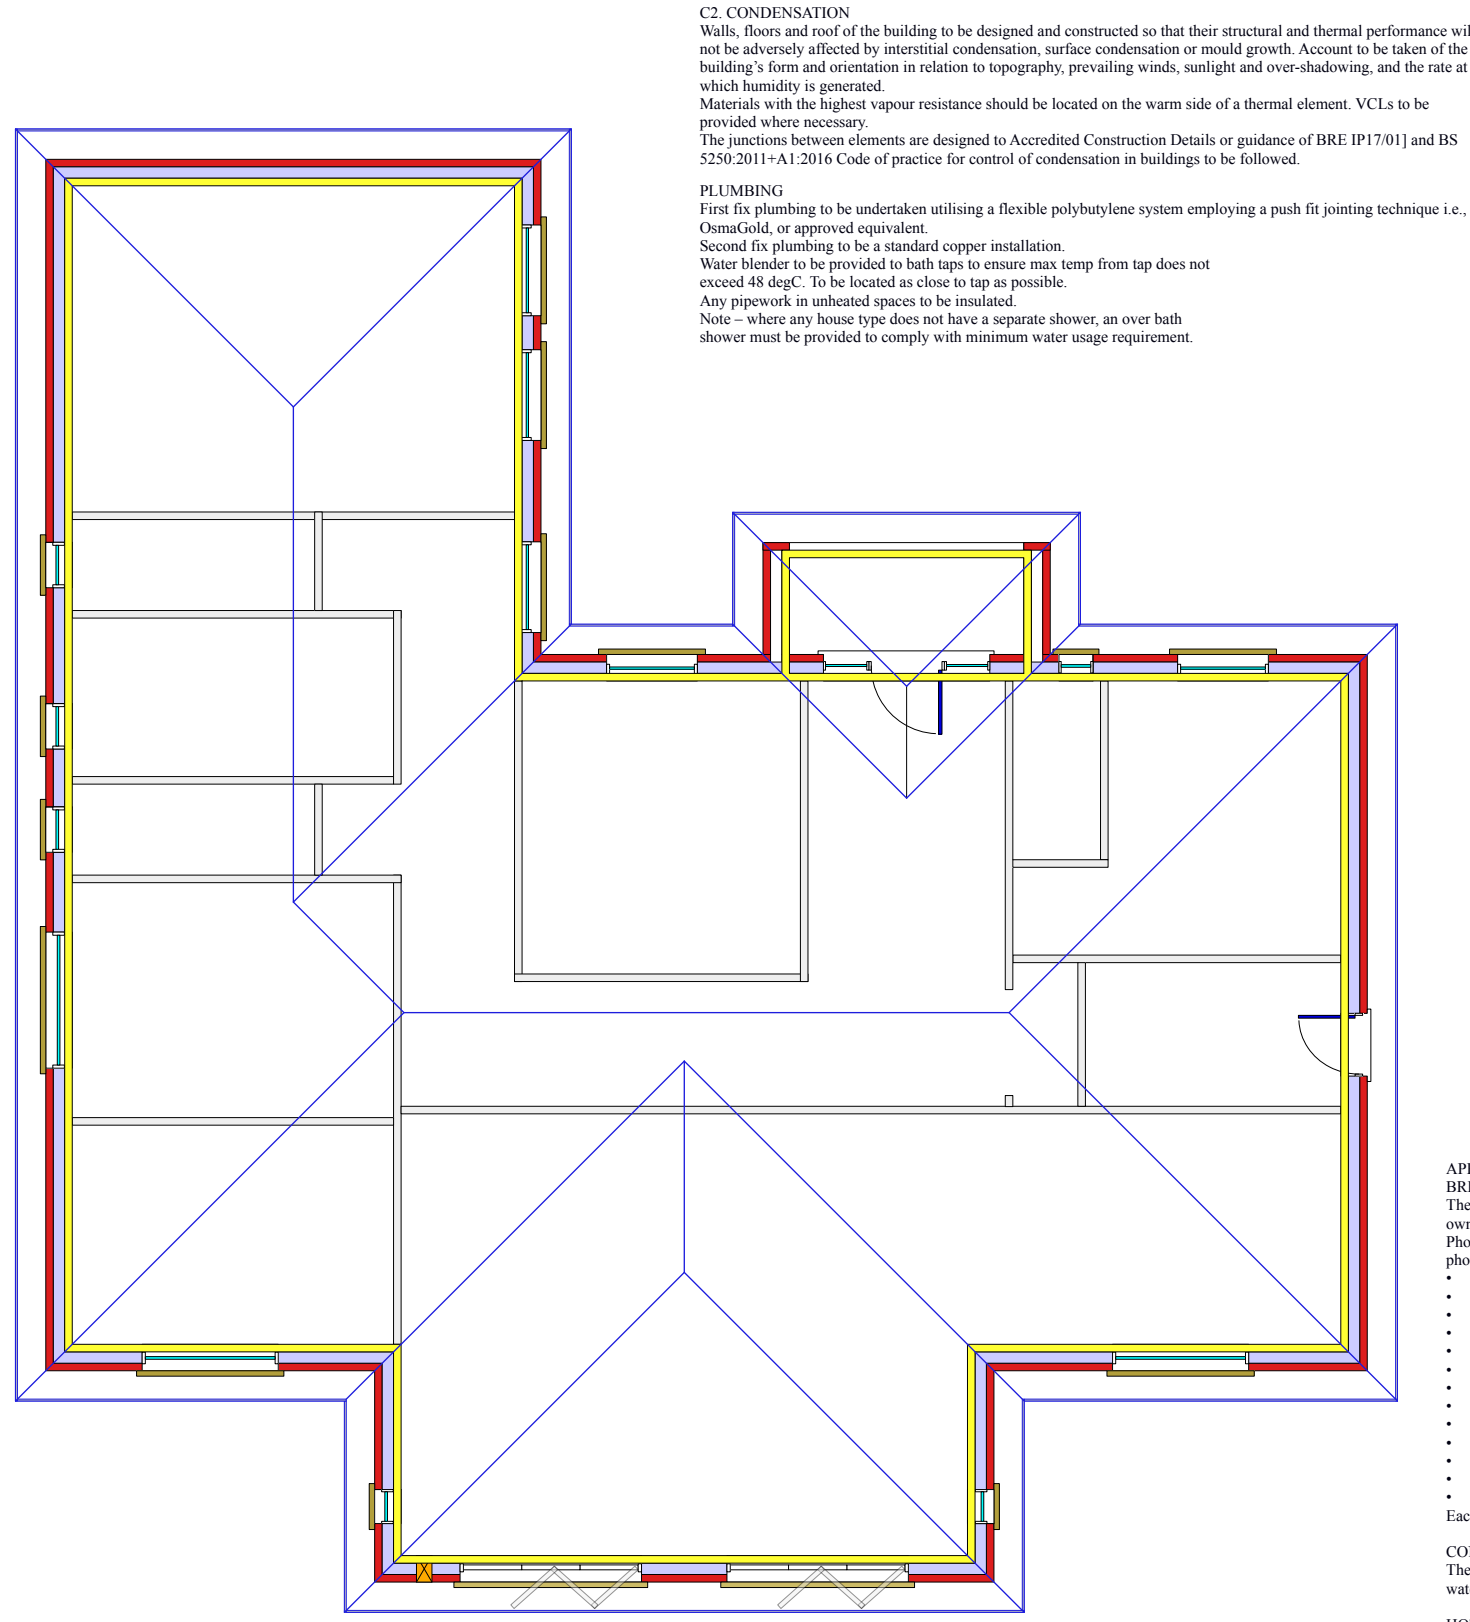 C2. CONDENSATION
Walls, floors and roof of the building to be designed and constructed so that their structural and thermal performance wil
not be adversely affected by interstitial condensation, surface condensation or mould growth. Account to be taken of the
building’s form and orientation in relation to topography, prevailing winds, sunlight and over-shadowing, and the rate at
which humidity is generated.
Materials with the highest vapour resistance should be located on the warm side of a thermal element. VCLs to be
provided where necessary.
The junctions between elements are designed to Accredited Construction Details or guidance of BRE IP17/01] and BS
5250:2011+A1:2016 Code of practice for control of condensation in buildings to be followed.
PLUMBING
First fix plumbing to be undertaken utilising a flexible polybutylene system employing a push fit jointing technique i.e.,
OsmaGold, or approved equivalent.
Second fix plumbing to be a standard copper installation.
Water blender to be provided to bath taps to ensure max temp from tap does not
exceed 48 degC. To be located as close to tap as possible.
Any pipework in unheated spaces to be insulated.
Note – where any house type does not have a separate shower, an over bath
shower must be provided to comply with minimum water usage requirement.
The
own
Pho
pho
•
•
•
•
•
•
•
•
•
•
•
•
•
Eac
The
wat